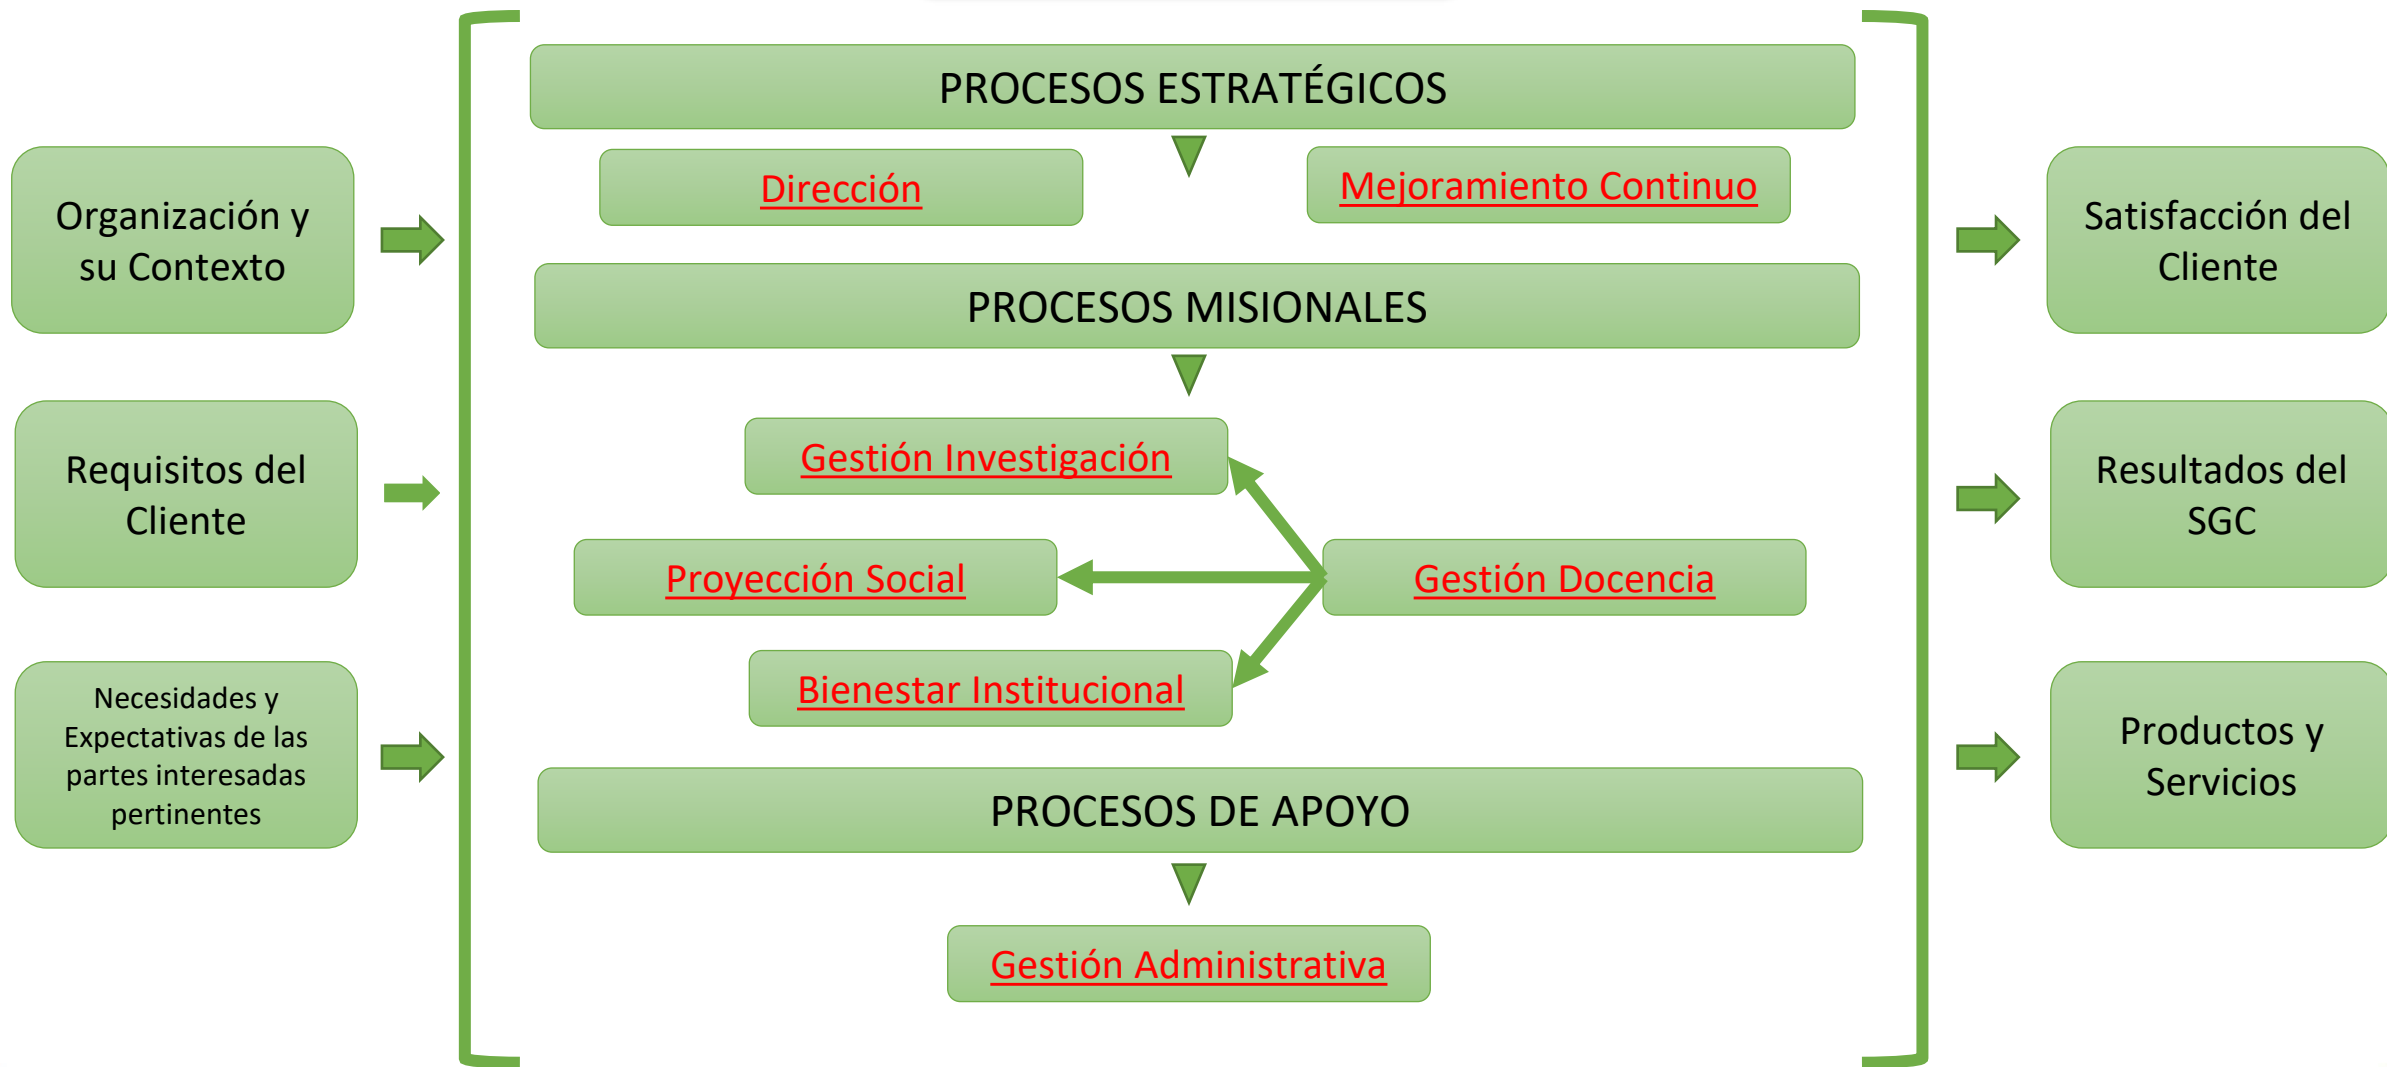 Organización y
su Contexto
Requisitos del
Cliente
Necesidades y
Expectativas de las
partes interesadas
pertinentes
PROCESOS ESTRATÉGICOS
Dirección
Mejoramiento Continuo
PROCESOS MISIONALES
Gestión Investigación
Proyección Social
Gestión Docencia
Bienestar Institucional
PROCESOS DE APOYO
Gestión Administrativa
Satisfacción del
Cliente
Resultados del
SGC
Productos y
Servicios